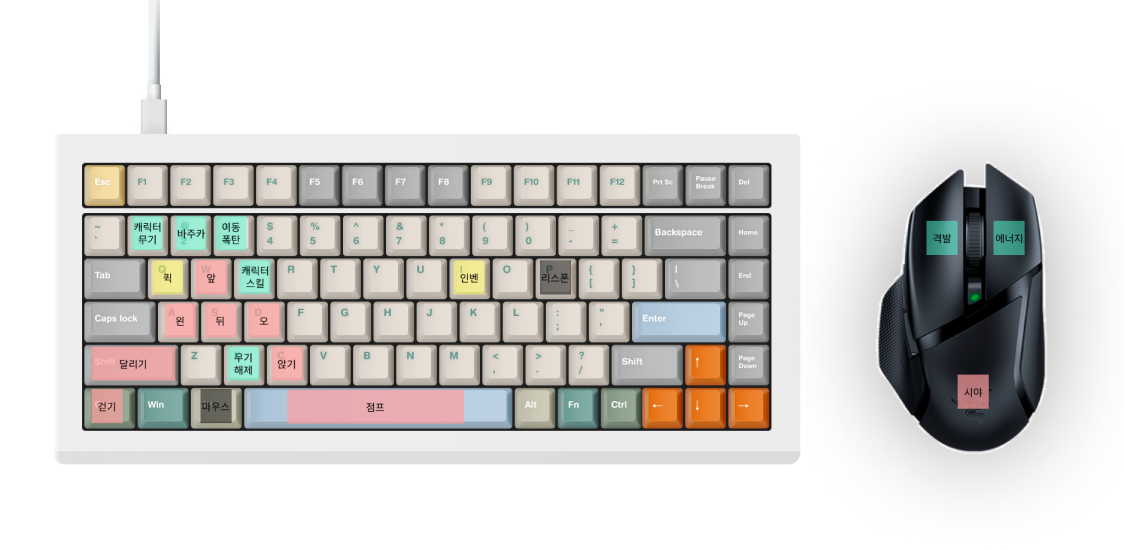 Esc F1 F2 F3 F4 F5 F6 F7 F8 F9 F10 F11 F12 Prt Sc Pause Break Del
~ ` 캐릭터 무기 2 바주카 이동 폭탄 $ 4 % 5 ^ 6 & 7 * 8 ( 9 ) 0 _ - + = Backspace Home
Tab Q 퀵 W 앞 캐릭터 스킬 R T Y U I 인벤 O P 리스폰 { [ } ] | \ End
Caps lock A 왼 S 뒤 D 오 F G H J K L : ; " ' Enter Page Up
Shift 달리기 Z 무기 해제 C 앉기 V B N M < , > . ? / Shift ↑ Page Down
걷기 Win 마우스 점프 Alt Fn Ctrl ← ↓ →
격발 에너지
시야